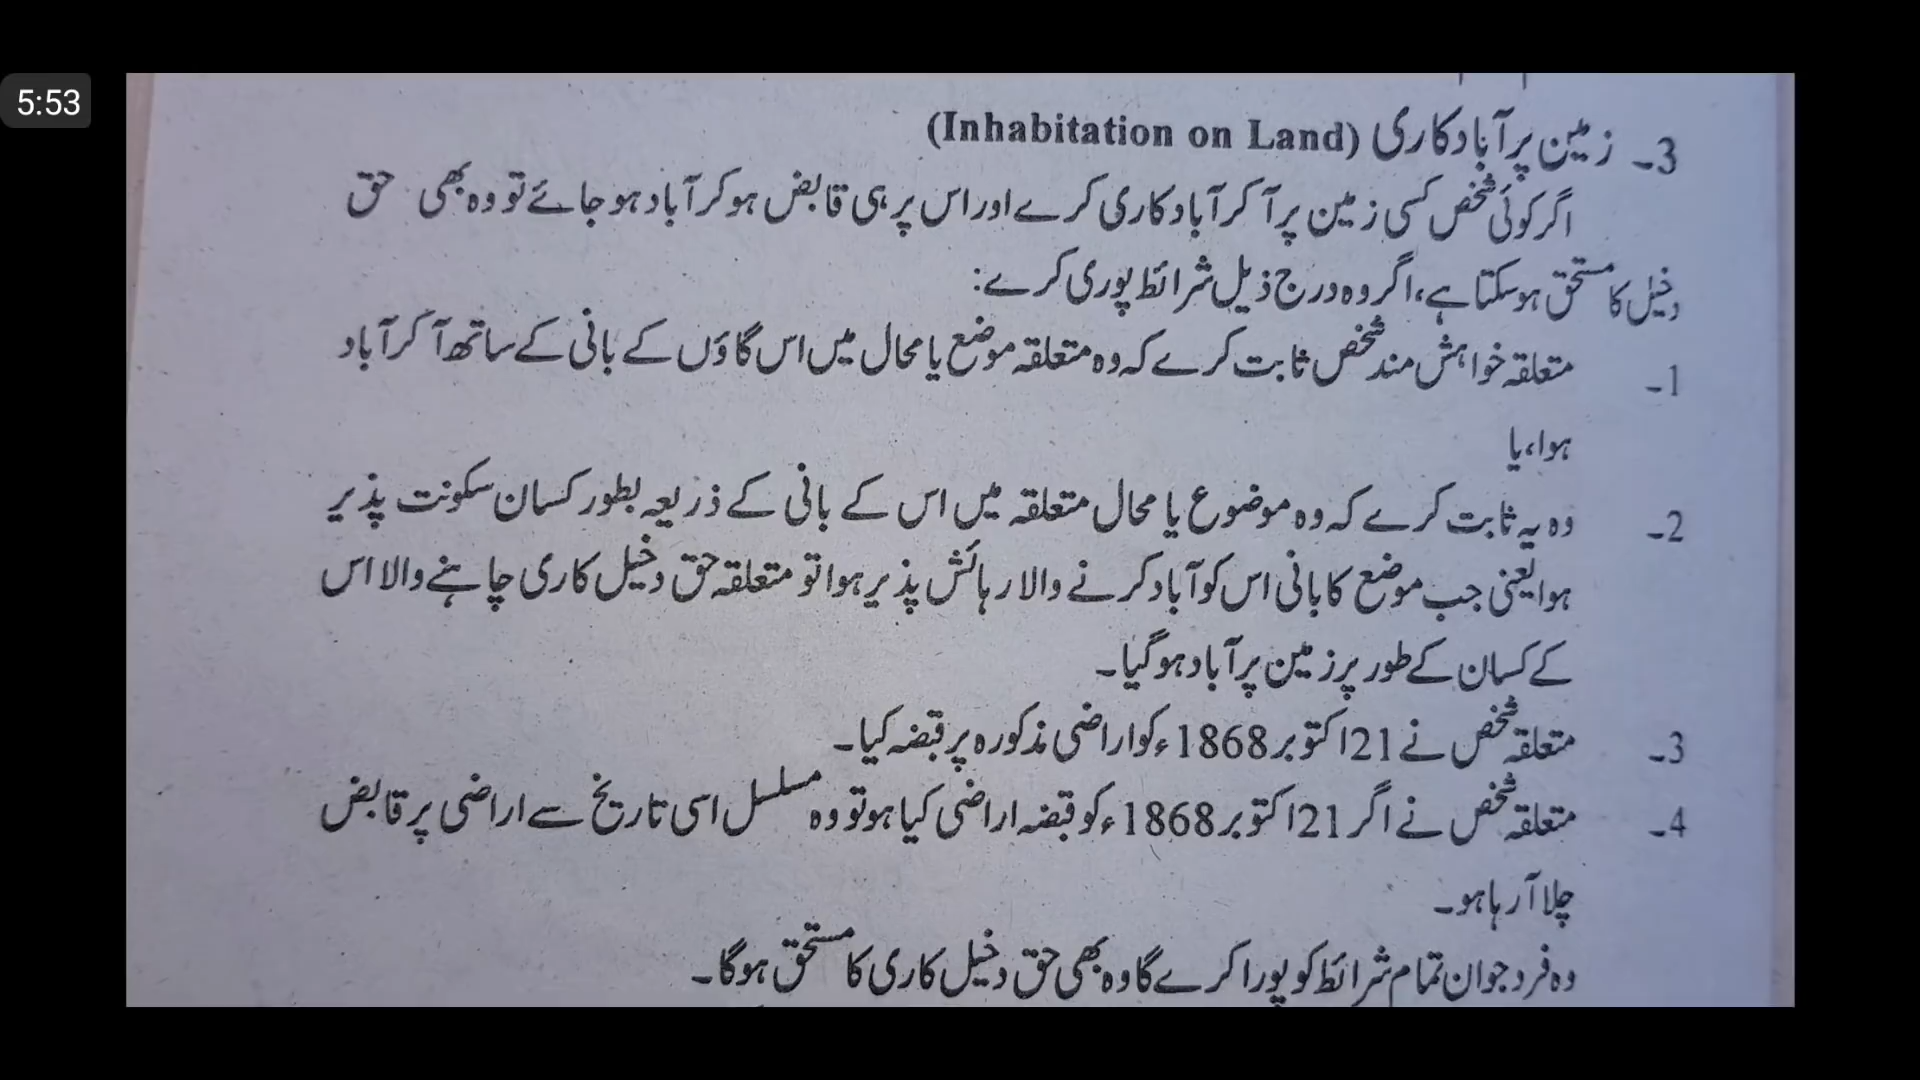 5:53
3۔ زمین پر آبادکاری (Inhabitation on Land)
اگر کوئی شخص کسی زمین پر آ کر آبادکاری کرے اور اس پر ہی قابض ہو کر آباد ہو جائے تو وہ بھی حق
دخیل کا مستحق ہو سکتا ہے، اگر وہ درج ذیل شرائط پوری کرے:
1۔ متعلقہ خواہش مند شخص ثابت کرے کہ وہ متعلقہ موضع یا محال میں اس گاؤں کے بانی کے ساتھ آ کر آباد
ہوا، یا
2۔ وہ یہ ثابت کرے کہ وہ موضوع یا محال متعلقہ میں اس کے بانی کے ذریعہ بطور کسان سکونت پذیر
ہوا یعنی جب موضع کا بانی اس کو آباد کرنے والا رہائش پذیر ہوا تو متعلقہ حق دخیل کاری چاہنے والا اس
کے کسان کے طور پر زمین پر آباد ہو گیا۔
3۔ متعلقہ شخص نے 21 اکتوبر 1868ء کو اراضی مذکورہ پر قبضہ کیا۔
4۔ متعلقہ شخص نے اگر 21 اکتوبر 1868ء کو قبضہ اراضی کیا ہو تو وہ مسلسل اسی تاریخ سے اراضی پر قابض
چلا آ رہا ہو۔
وہ فرد جو ان تمام شرائط کو پورا کرے گا وہ بھی حق دخیل کاری کا مستحق ہوگا۔